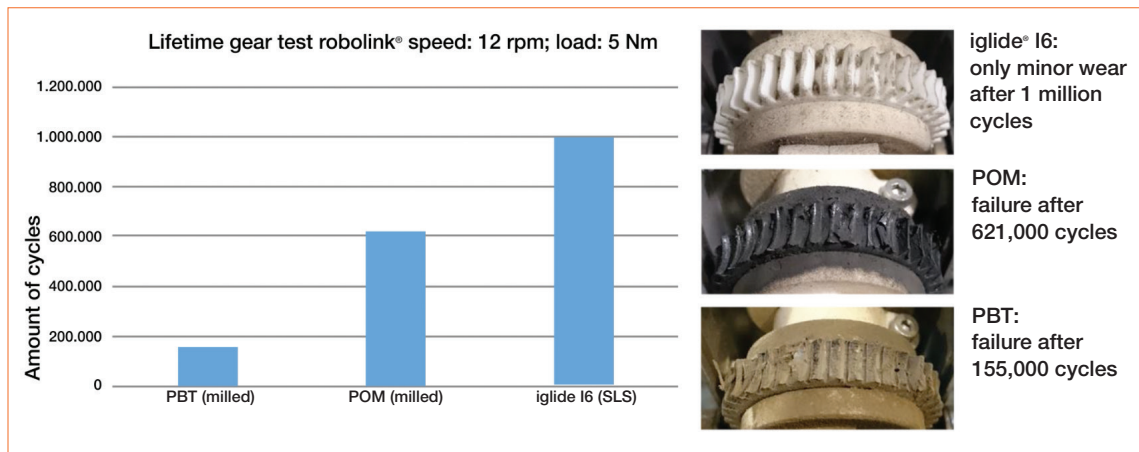 Lifetime gear test robolink® speed: 12 rpm; load: 5 Nm
Amount of cycles
1.200.000
1.000.000
800.000
600.000
400.000
200.000
0
PBT (milled)
POM (milled)
iglide I6 (SLS)
iglide® I6:
only minor wear
after 1 million
cycles
POM:
failure after
621,000 cycles
PBT:
failure after
155,000 cycles